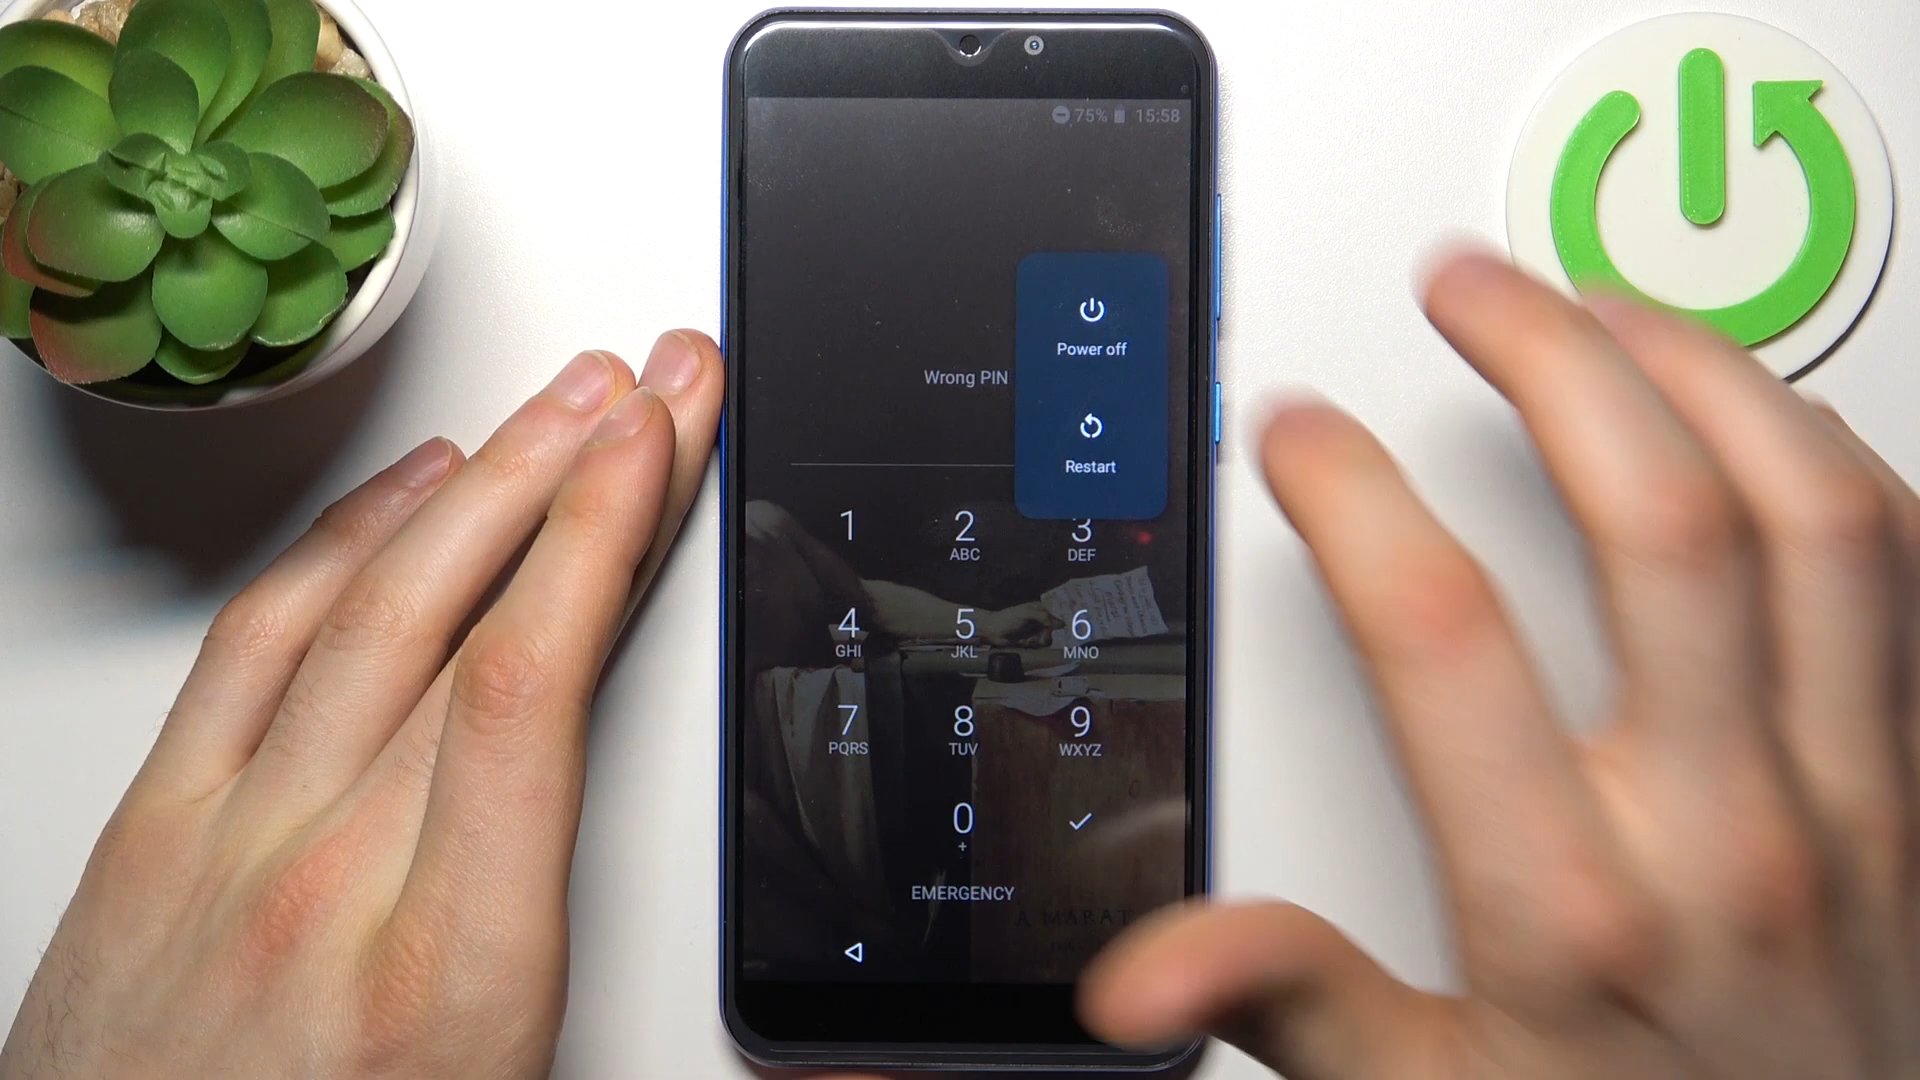 75% 15:58
Power off
Wrong PIN
Restart
1 2 3
ABC DEF
4 5 6
GHI JKL MNO
7 8 9
PQRS TUV WXYZ
0
+
EMERGENCY
A MARAT